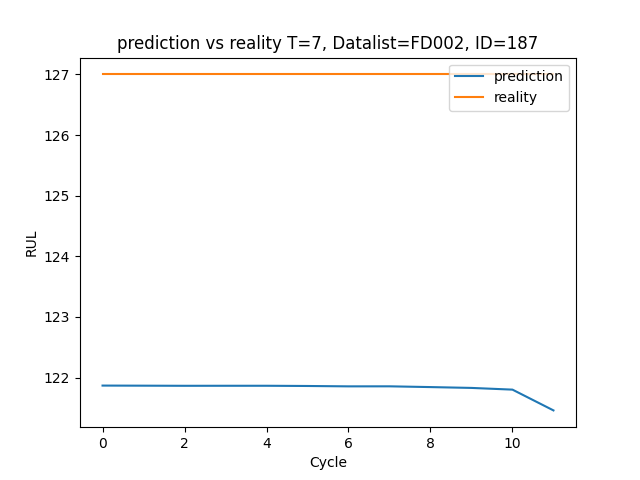 prediction vs reality T=7, Datalist=FD002, ID=187
127
126
125
124
123
122
RUL
0 2 4 6 8 10
Cycle
prediction
reality